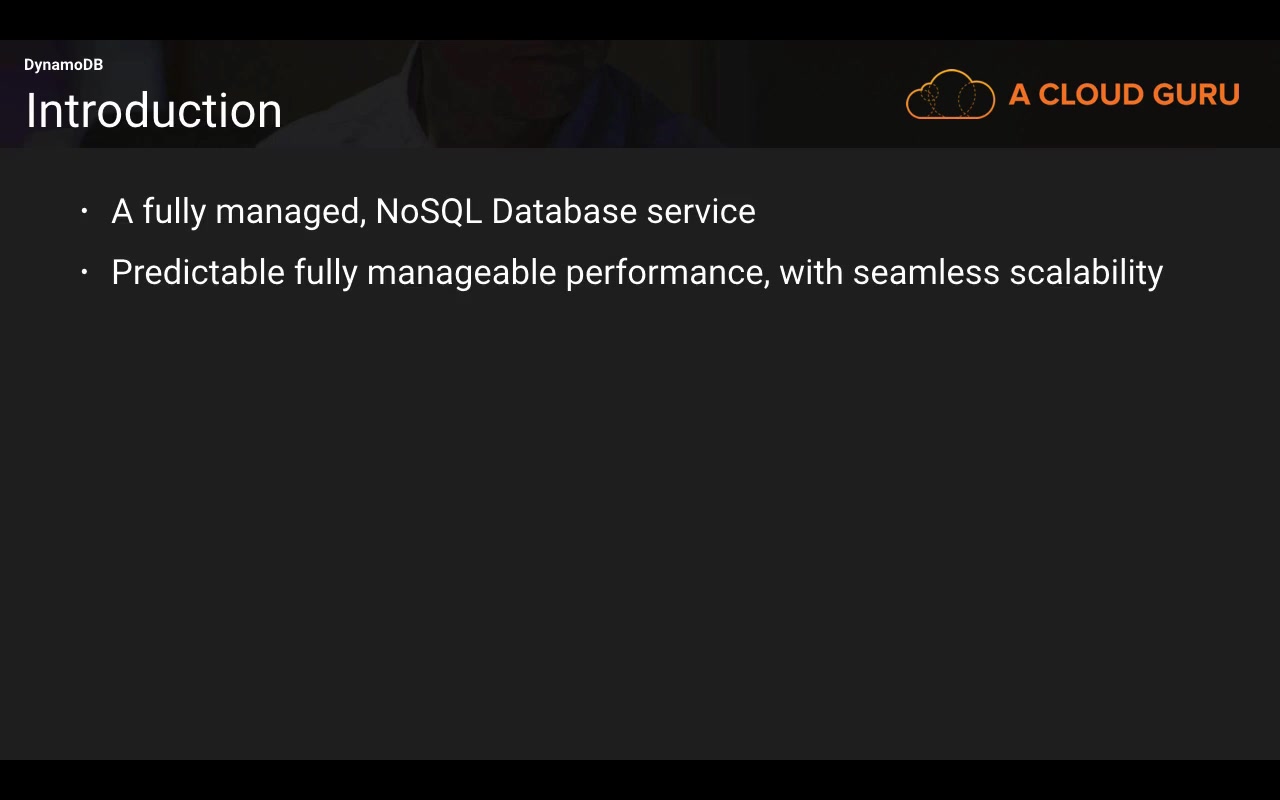 DynamoDB
Introduction
A CLOUD GURU
· A fully managed, NoSQL Database service
· Predictable fully manageable performance, with seamless scalability